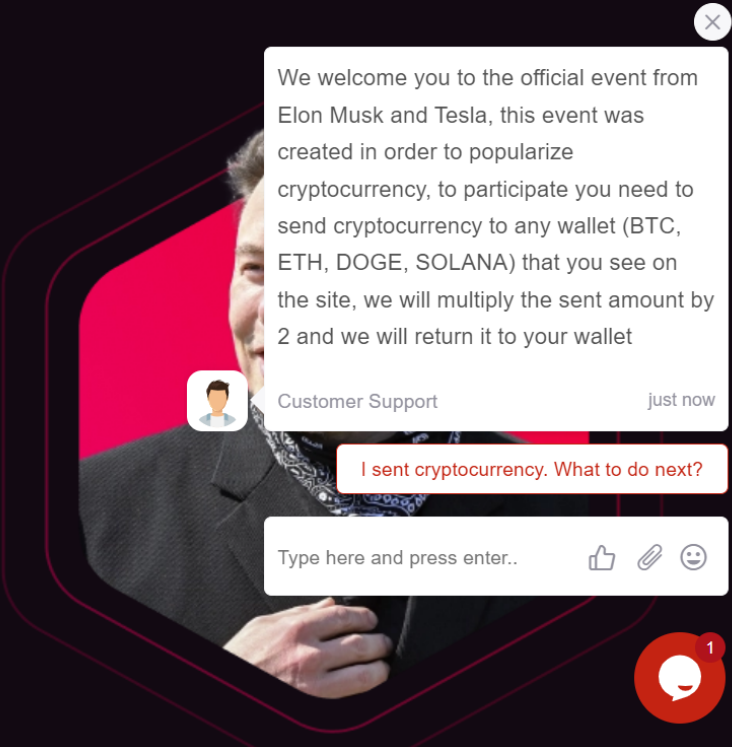 We welcome you to the official event from
Elon Musk and Tesla, this event was
created in order to popularize
cryptocurrency, to participate you need to
send cryptocurrency to any wallet (BTC,
ETH, DOGE, SOLANA) that you see on
the site, we will multiply the sent amount by
2 and we will return it to your wallet
Customer Support just now
I sent cryptocurrency. What to do next?
Type here and press enter..
1